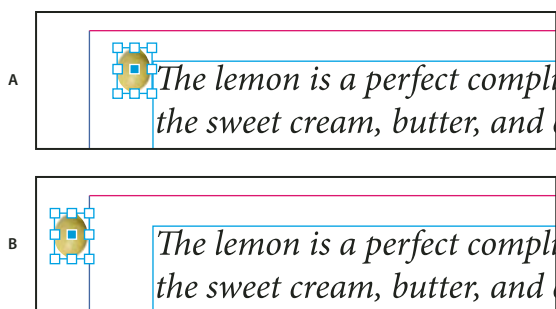 A
The lemon is a perfect compli
the sweet cream, butter, and
B
The lemon is a perfect compli
the sweet cream, butter, and